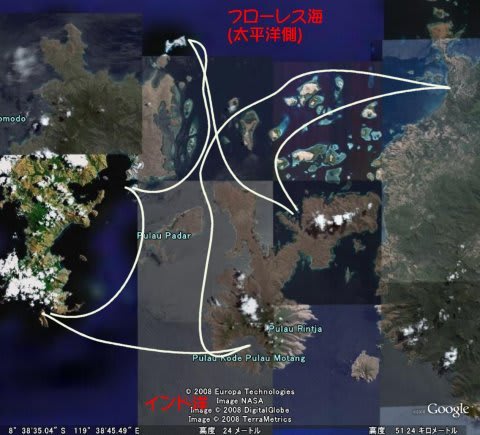 フローレス海
(太平洋側)
omodo
Pulau Padar
Pulau Rintja
Pulau Kode Pulau Motang
インド洋
© 2008 Europa Technologies
Image NASA
Image © 2008 DigitalGlobe
Image © 2008 TerraMetrics
Google
8° 38'35.04" S 119° 38'45.49" E 高度 24 メートル 高度 51.24 キロメートル